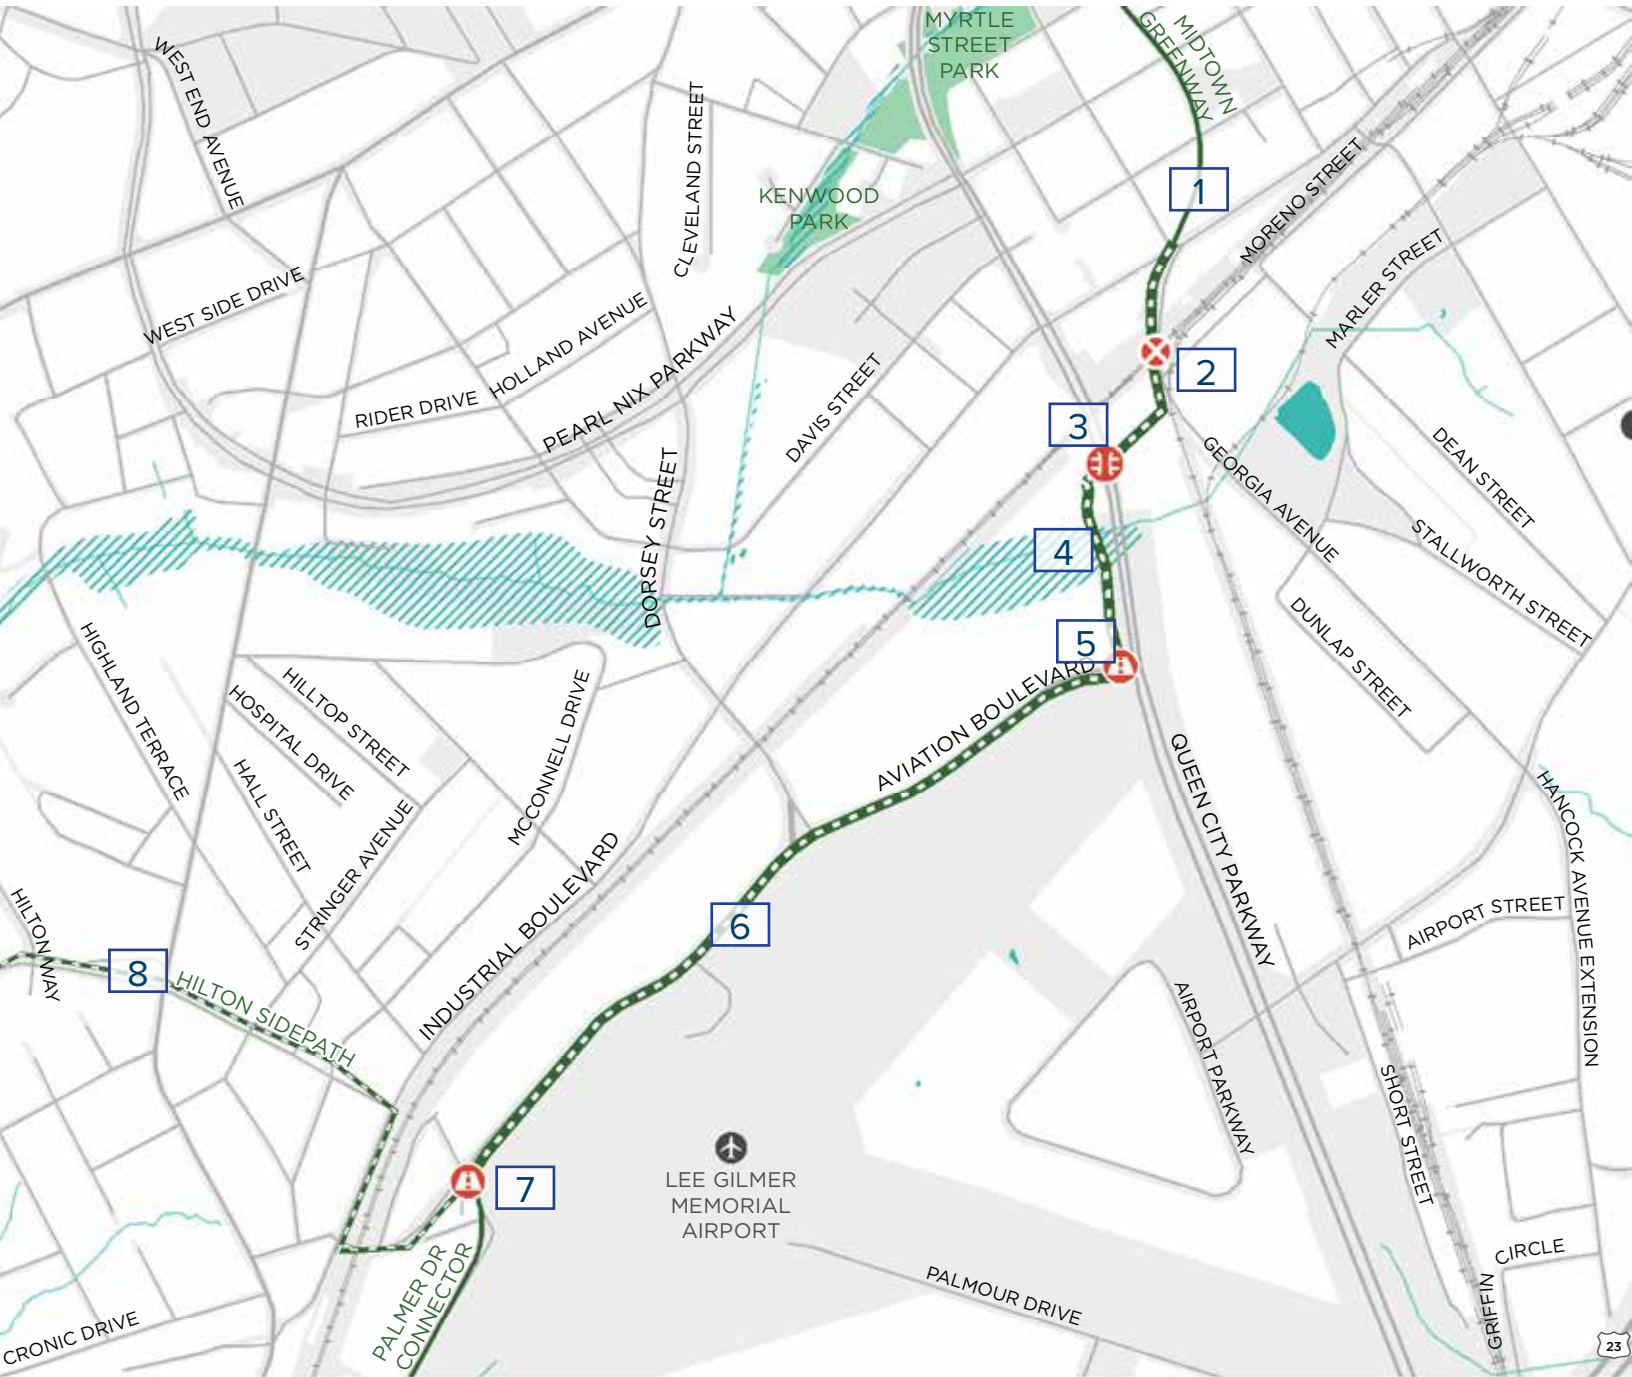 MYRTLE
STREET
PARK
MIDTOWN
GREENWAY
WEST END AVENUE
CLEVELAND STREET
KENWOOD
PARK
1
MORENO STREET
MARLER STREET
WEST SIDE DRIVE
HOLLAND AVENUE
RIDER DRIVE
PEARL NIX PARKWAY
DAVIS STREET
2
3
GEORGIA AVENUE
DEAN STREET
STALLWORTH STREET
DORSEY STREET
4
5
DUNLAP STREET
HIGHLAND TERRACE
HILLTOP STREET
HOSPITAL DRIVE
HALL STREET
STRINGER AVENUE
MCCONNELL DRIVE
AVIATION BOULEVARD
QUEEN CITY PARKWAY
HANCOCK AVENUE EXTENSION
INDUSTRIAL BOULEVARD
6
AIRPORT STREET
HILTON WAY
8
HILTON SIDEPATH
AIRPORT PARKWAY
SHORT STREET
7
LEE GILMER
MEMORIAL
AIRPORT
PALMER DR
CONNECTOR
PALMOUR DRIVE
CIRCLE
GRIFFIN
CRONIC DRIVE
23